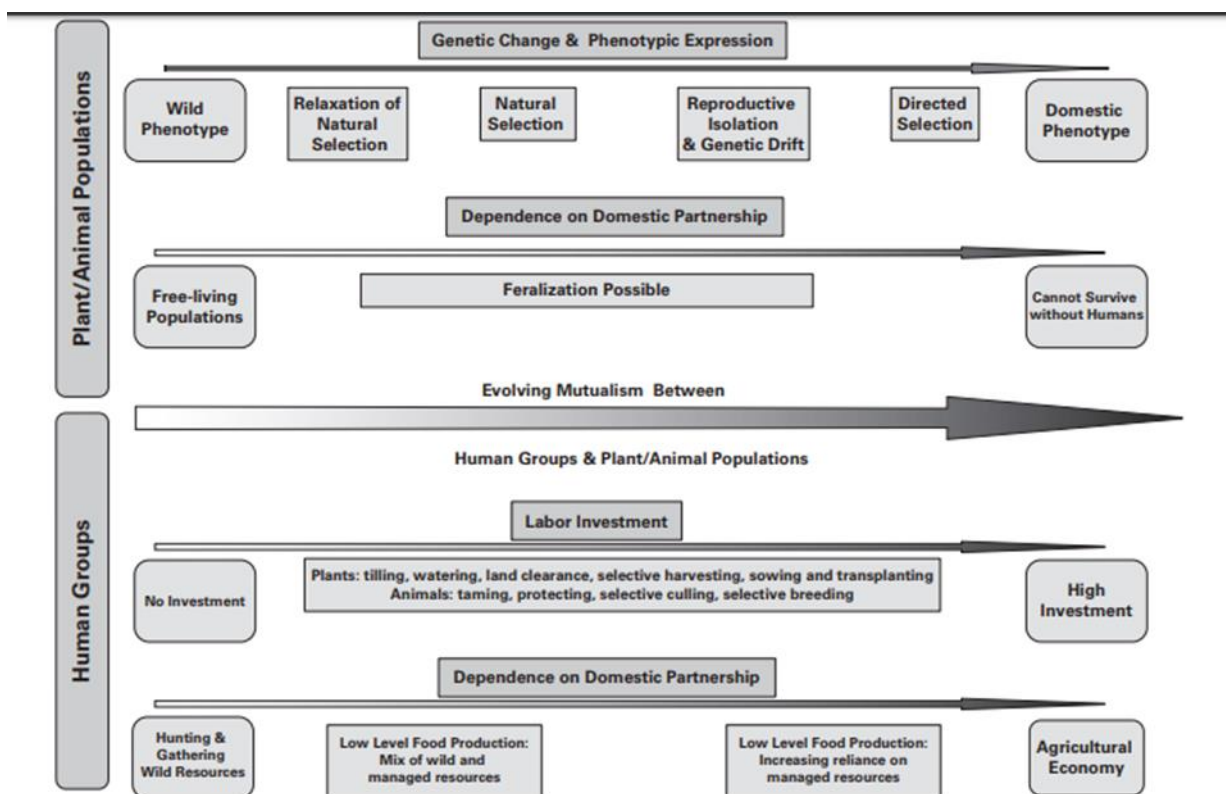 Plant/Animal Populations
Genetic Change & Phenotypic Expression
Wild
Phenotype
Relaxation of
Natural
Selection
Natural
Selection
Reproductive
Isolation
& Genetic Drift
Directed
Selection
Domestic
Phenotype
Dependence on Domestic Partnership
Free-living
Populations
Feralization Possible
Cannot Survive
without Humans
Evolving Mutualism Between
Human Groups & Plant/Animal Populations
Human Groups
Labor Investment
No Investment
Plants: tilling, watering, land clearance, selective harvesting, sowing and transplanting
Animals: taming, protecting, selective culling, selective breeding
High
Investment
Dependence on Domestic Partnership
Hunting &
Gathering
Wild Resources
Low Level Food Production:
Mix of wild and
managed resources
Low Level Food Production:
Increasing reliance on
managed resources
Agricultural
Economy